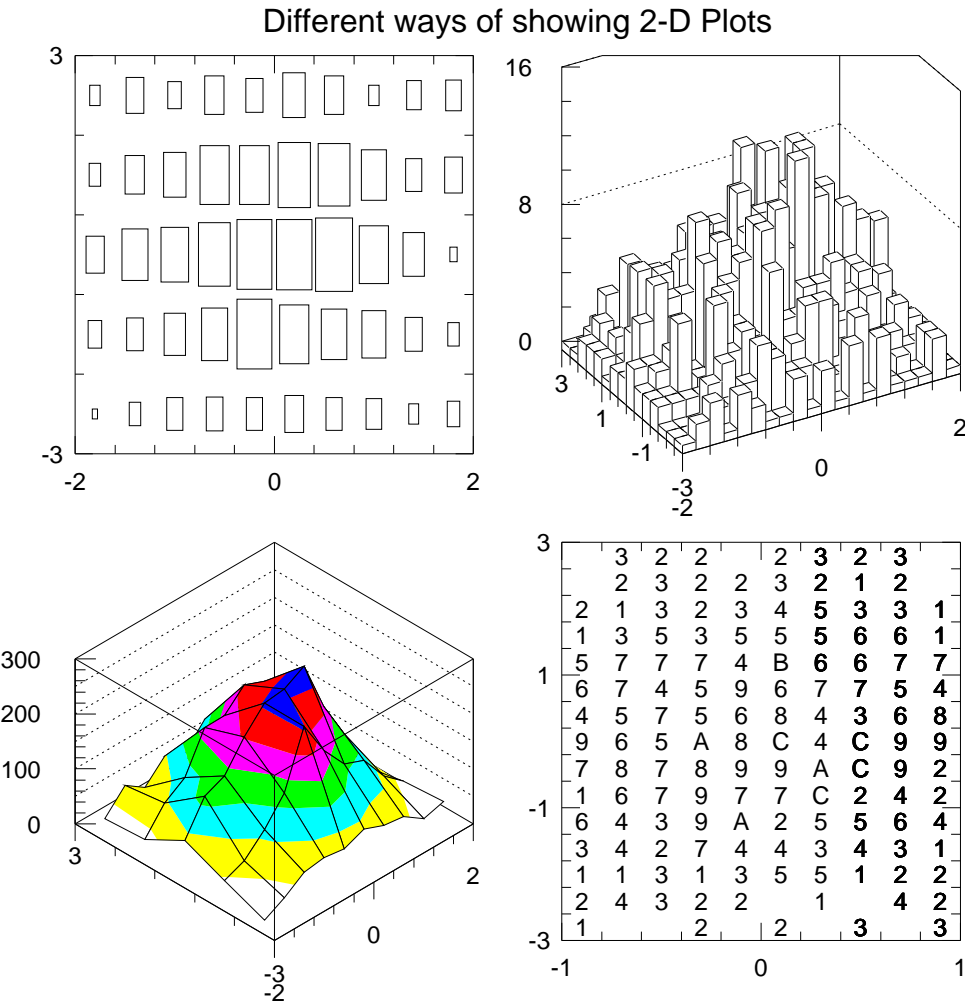 Different ways of showing 2-D Plots
3
-3
-2 0 2
16
8
0
3
1
-1
-3
-2
0
2
300
200
100
0
3
-3
-2
0
2
3
1
-1
-3
3 2 2 2 3 2 3
2 3 2 2 3 2 1 2
2 1 3 2 3 4 5 3 3 1
1 3 5 3 5 5 5 6 6 1
5 7 7 7 4 B 6 6 7 7
6 7 4 5 9 6 7 7 5 4
4 5 7 5 6 8 4 3 6 8
9 6 5 A 8 C 4 C 9 9
7 8 7 8 9 9 A C 9 2
1 6 7 9 7 7 C 2 4 2
6 4 3 9 A 2 5 5 6 4
3 4 2 7 4 4 3 4 3 1
1 1 3 1 3 5 5 1 2 2
2 4 3 2 2 1 4 2
1 2 2 3 3
-1 0 1